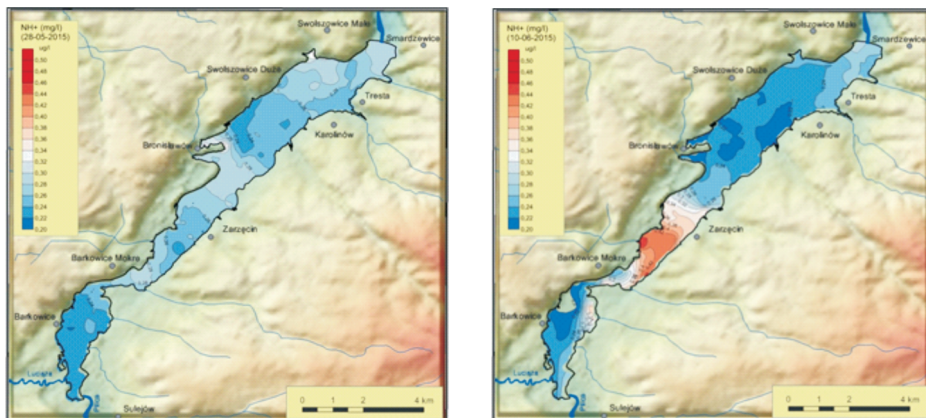 NH+ (mg/l)
(28-05-2015)
ug/l
0,50
0,48
0,46
0,44
0,42
0,40
0,38
0,36
0,34
0,32
0,30
0,28
0,26
0,24
0,22
0,20
Swolszowice Małe
Smardzewice
Swolszowice Duże
Tresta
Karolinów
Bronisławów
Zarzęcin
Barkowice Mokre
Barkowice
Luciąża
Sulejów
0 1 2 4 km
NH+ (mg/l)
(10-06-2015)
ug/l
0,50
0,48
0,46
0,44
0,42
0,40
0,38
0,36
0,34
0,32
0,30
0,28
0,26
0,24
0,22
0,20
Swolszowice Małe
Smardzewice
Swolszowice Duże
Tresta
Karolinów
Bronisławów
Zarzęcin
Barkowice Mokre
Barkowice
Luciąża
Sulejów
0 1 2 4 km